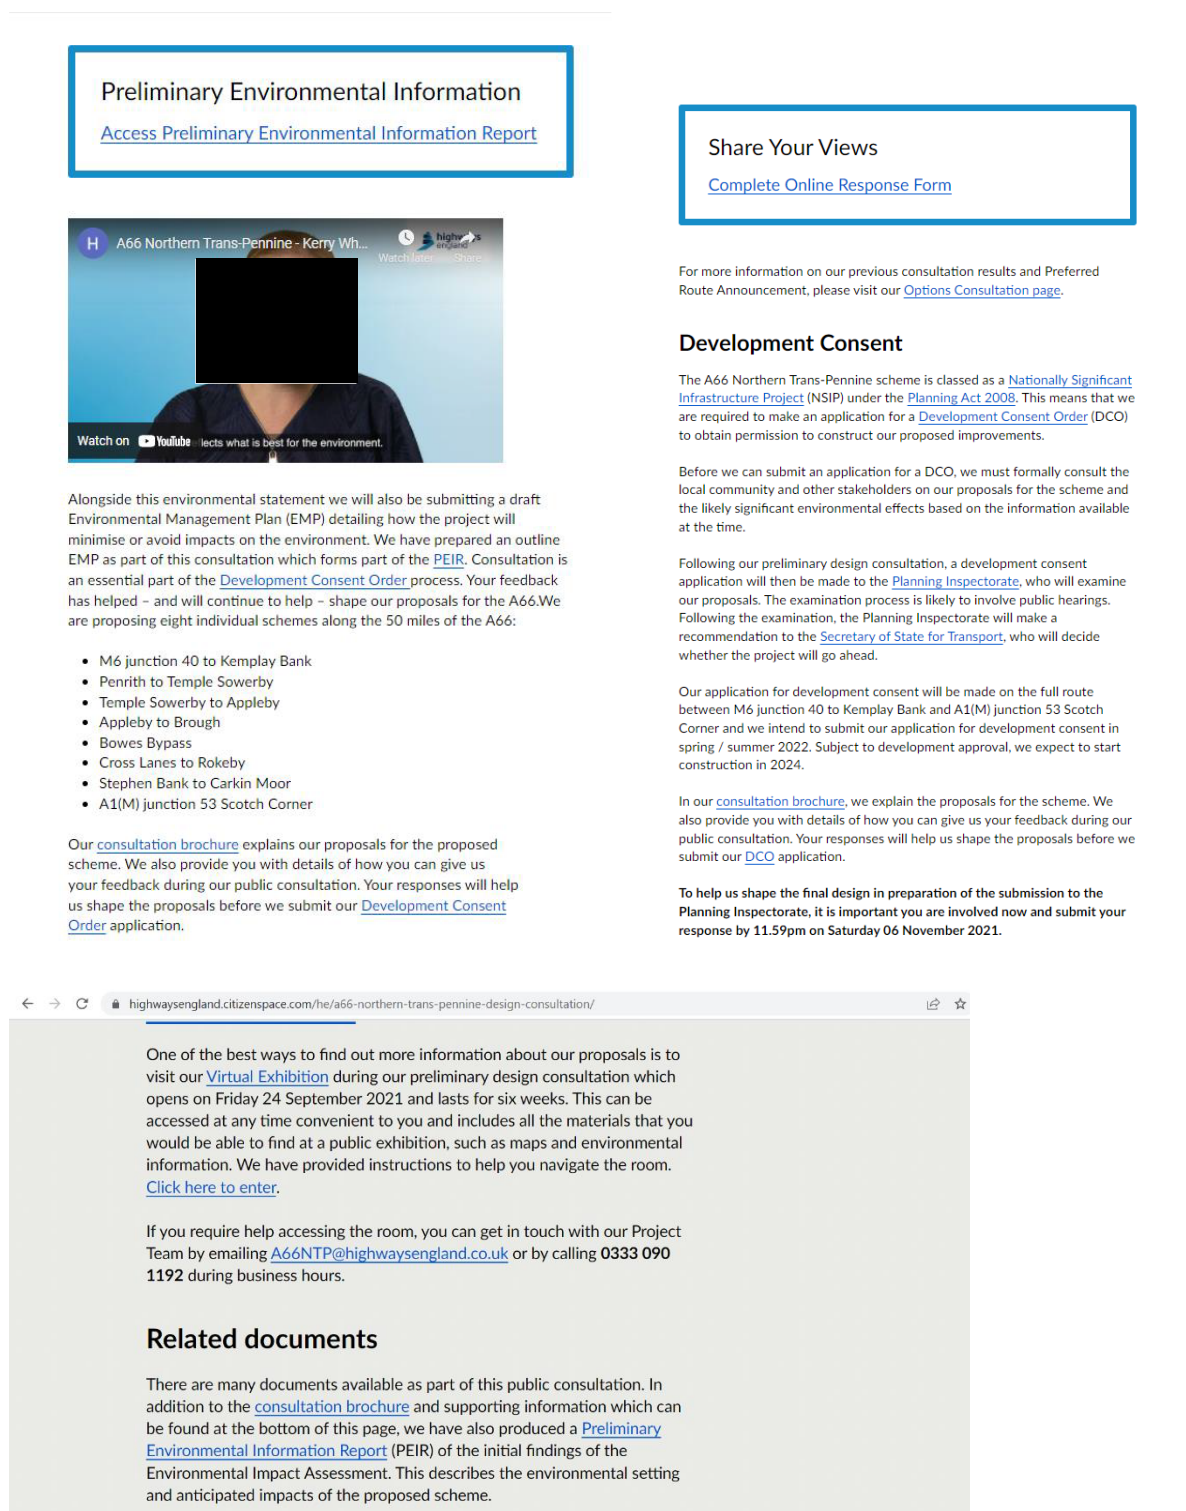 Preliminary Environmental Information
Access Preliminary Environmental Information Report
H
A66 Northern Trans-Pennine - Kerry Wh...
highways
england
Watch later
Share
Watch on YouTube
lects what is best for the environment.
Alongside this environmental statement we will also be submitting a draft
Environmental Management Plan (EMP) detailing how the project will
minimise or avoid impacts on the environment. We have prepared an outline
EMP as part of this consultation which forms part of the PEIR. Consultation is
an essential part of the Development Consent Order process. Your feedback
has helped – and will continue to help – shape our proposals for the A66.We
are proposing eight individual schemes along the 50 miles of the A66:
• M6 junction 40 to Kemplay Bank
• Penrith to Temple Sowerby
• Temple Sowerby to Appleby
• Appleby to Brough
• Bowes Bypass
• Cross Lanes to Rokeby
• Stephen Bank to Carkin Moor
• A1(M) junction 53 Scotch Corner
Our consultation brochure explains our proposals for the proposed
scheme. We also provide you with details of how you can give us
your feedback during our public consultation. Your responses will help
us shape the proposals before we submit our Development Consent
Order application.
Share Your Views
Complete Online Response Form
For more information on our previous consultation results and Preferred
Route Announcement, please visit our Options Consultation page.
Development Consent
The A66 Northern Trans-Pennine scheme is classed as a Nationally Significant
Infrastructure Project (NSIP) under the Planning Act 2008. This means that we
are required to make an application for a Development Consent Order (DCO)
to obtain permission to construct our proposed improvements.
Before we can submit an application for a DCO, we must formally consult the
local community and other stakeholders on our proposals for the scheme and
the likely significant environmental effects based on the information available
at the time.
Following our preliminary design consultation, a development consent
application will then be made to the Planning Inspectorate, who will examine
our proposals. The examination process is likely to involve public hearings.
Following the examination, the Planning Inspectorate will make a
recommendation to the Secretary of State for Transport, who will decide
whether the project will go ahead.
Our application for development consent will be made on the full route
between M6 junction 40 to Kemplay Bank and A1(M) junction 53 Scotch
Corner and we intend to submit our application for development consent in
spring / summer 2022. Subject to development approval, we expect to start
construction in 2024.
In our consultation brochure, we explain the proposals for the scheme. We
also provide you with details of how you can give us your feedback during our
public consultation. Your responses will help us shape the proposals before we
submit our DCO application.
To help us shape the final design in preparation of the submission to the
Planning Inspectorate, it is important you are involved now and submit your
response by 11.59pm on Saturday 06 November 2021.
highwaysengland.citizenspace.com/he/a66-northern-trans-pennine-design-consultation/
One of the best ways to find out more information about our proposals is to
visit our Virtual Exhibition during our preliminary design consultation which
opens on Friday 24 September 2021 and lasts for six weeks. This can be
accessed at any time convenient to you and includes all the materials that you
would be able to find at a public exhibition, such as maps and environmental
information. We have provided instructions to help you navigate the room.
Click here to enter.
If you require help accessing the room, you can get in touch with our Project
Team by emailing A66NTP@highwaysengland.co.uk or by calling 0333 090
1192 during business hours.
Related documents
There are many documents available as part of this public consultation. In
addition to the consultation brochure and supporting information which can
be found at the bottom of this page, we have also produced a Preliminary
Environmental Information Report (PEIR) of the initial findings of the
Environmental Impact Assessment. This describes the environmental setting
and anticipated impacts of the proposed scheme.